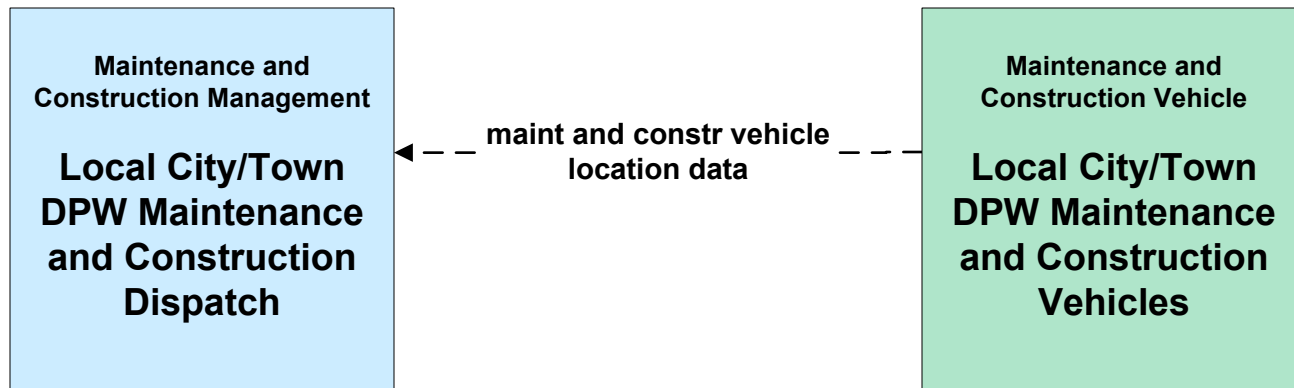 Maintenance and
Construction Management
Local City/Town
DPW Maintenance
and Construction
Dispatch
maint and constr vehicle
location data
Maintenance and
Construction Vehicle
Local City/Town
DPW Maintenance
and Construction
Vehicles